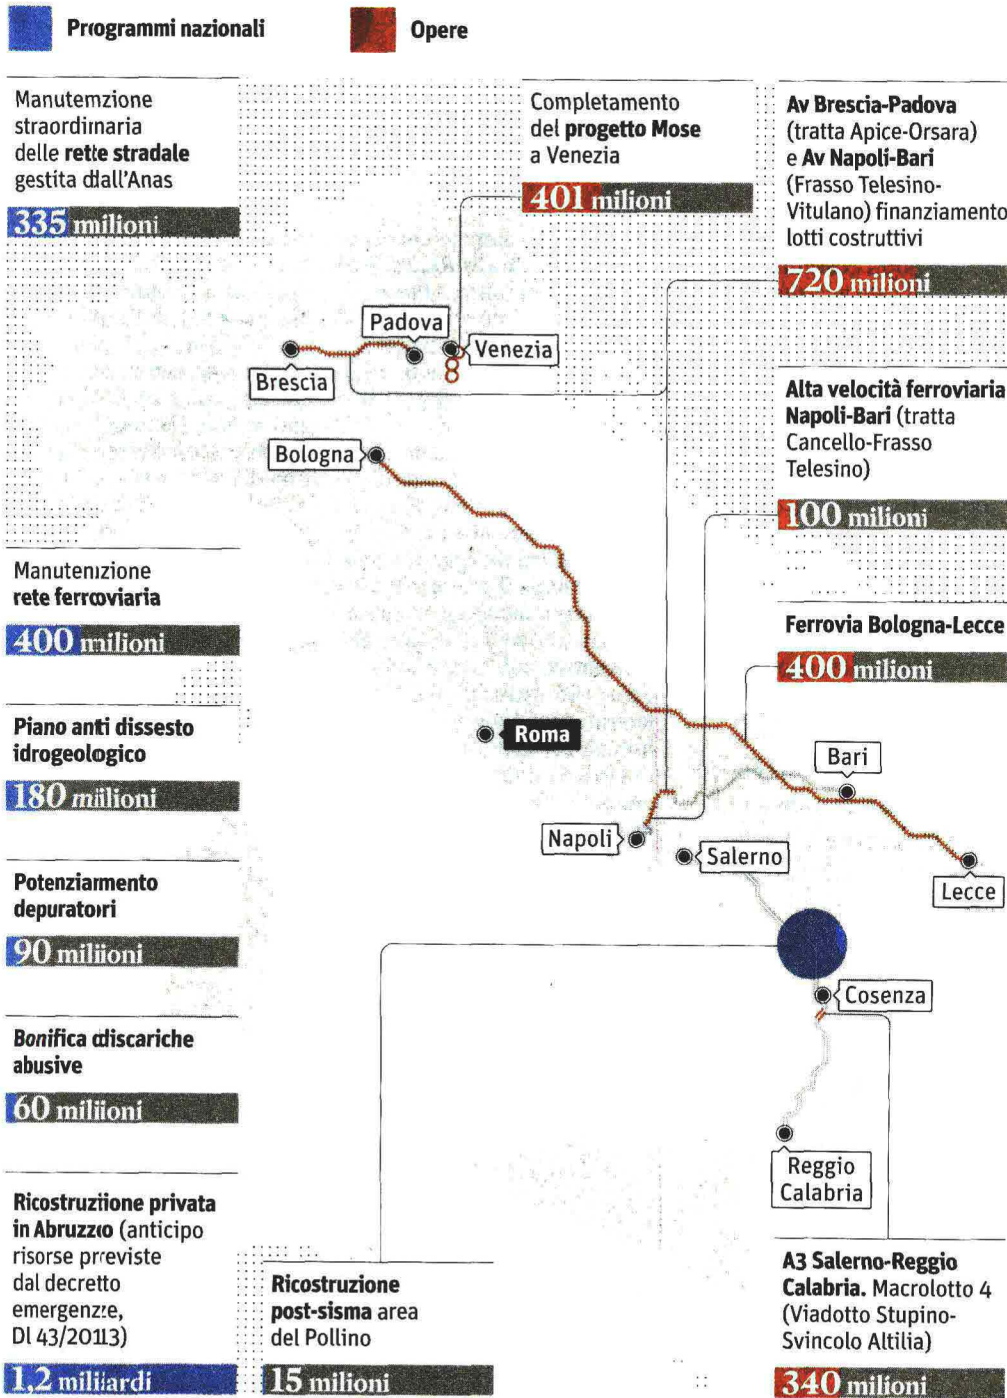 Programmi nazionali
Opere
Manutenzione
straordinaria
delle rette stradale
gestita dall'Anas
335 milioni
Completamento
del progetto Mose
a Venezia
401 milioni
Av Brescia-Padova
(tratta Apice-Orsara)
e Av Napoli-Bari
(Frasso Telesino-
Vitulano) finanziamento
lotti costruttivi
720 milioni
Padova
Venezia
Brescia
Bologna
Alta velocità ferroviaria
Napoli-Bari (tratta
Cancello-Frasso
Telesino)
100 milioni
Manutenzione
rete ferroviaria
400 milioni
Ferrovia Bologna-Lecce
400 milioni
Piano anti dissesto
idrogeologico
180 milioni
Roma
Bari
Napoli
Salerno
Lecce
Potenziamento
depuratori
90 milioni
Cosenza
Bonifica discariche
abusive
60 milioni
Reggio
Calabria
Ricostruzione privata
in Abruzzo (anticipo
risorse previste
dal decretto
emergenze,
Dl 43/2013)
1,2 miliardi
Ricostruzione
post-sisma area
del Pollino
15 milioni
A3 Salerno-Reggio
Calabria. Macrolotto 4
(Viadotto Stupino-
Svincolo Altilia)
340 milioni